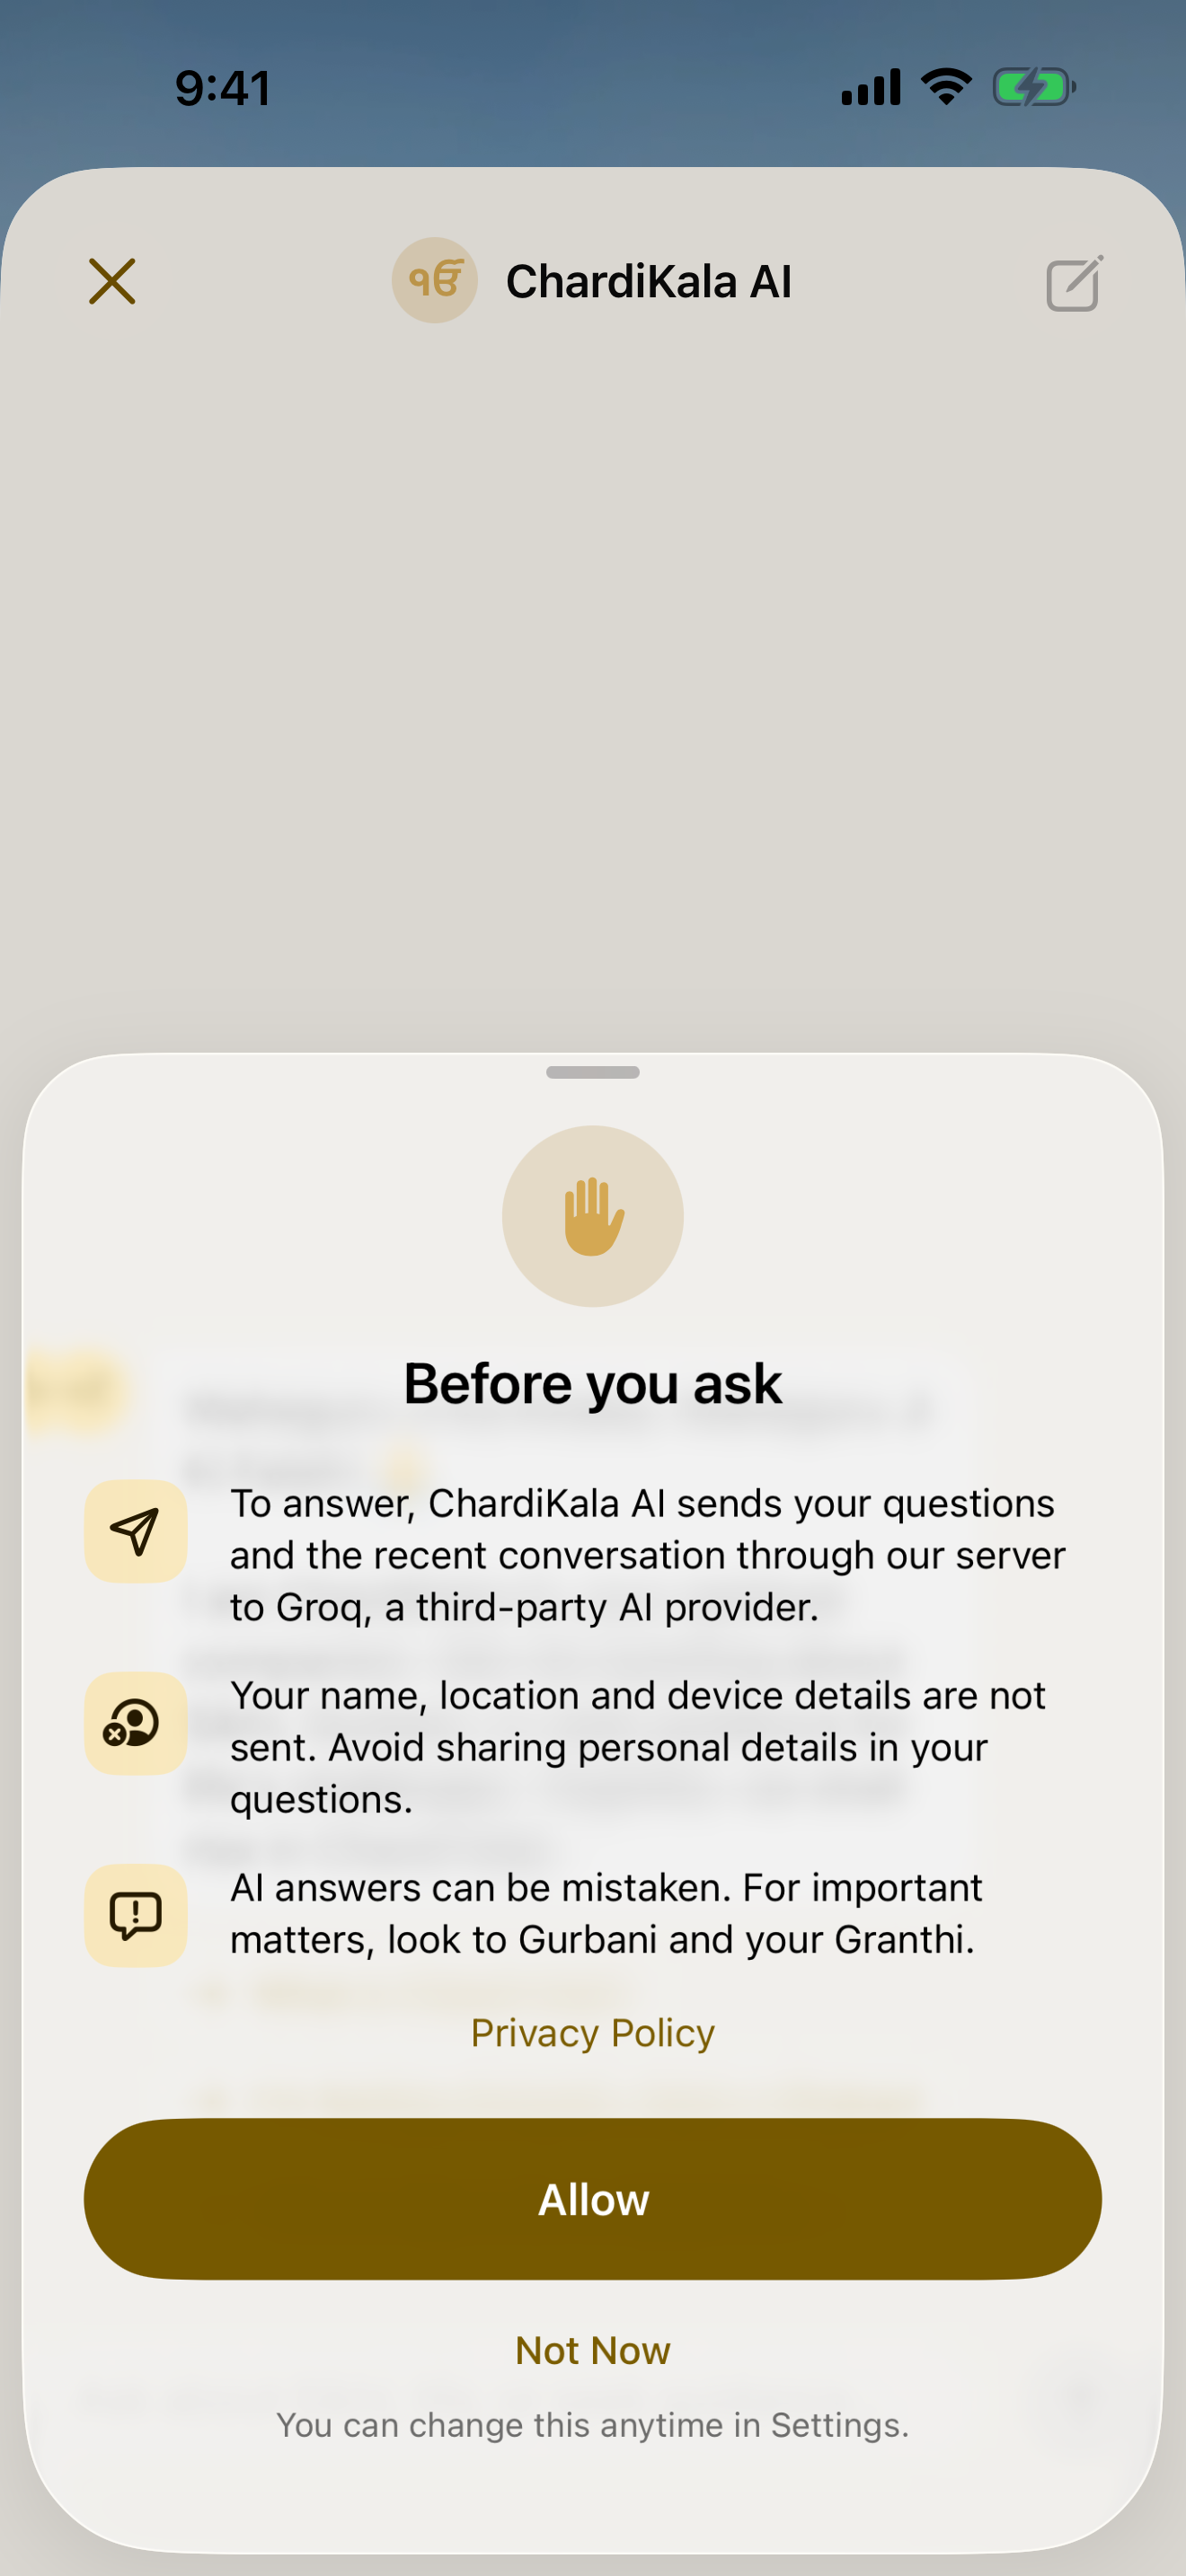 9:41
ੴ
ChardiKala AI
Before you ask
To answer, ChardiKala AI sends your questions
and the recent conversation through our server
to Groq, a third-party AI provider.
Your name, location and device details are not
sent. Avoid sharing personal details in your
questions.
AI answers can be mistaken. For important
matters, look to Gurbani and your Granthi.
Privacy Policy
Allow
Not Now
You can change this anytime in Settings.